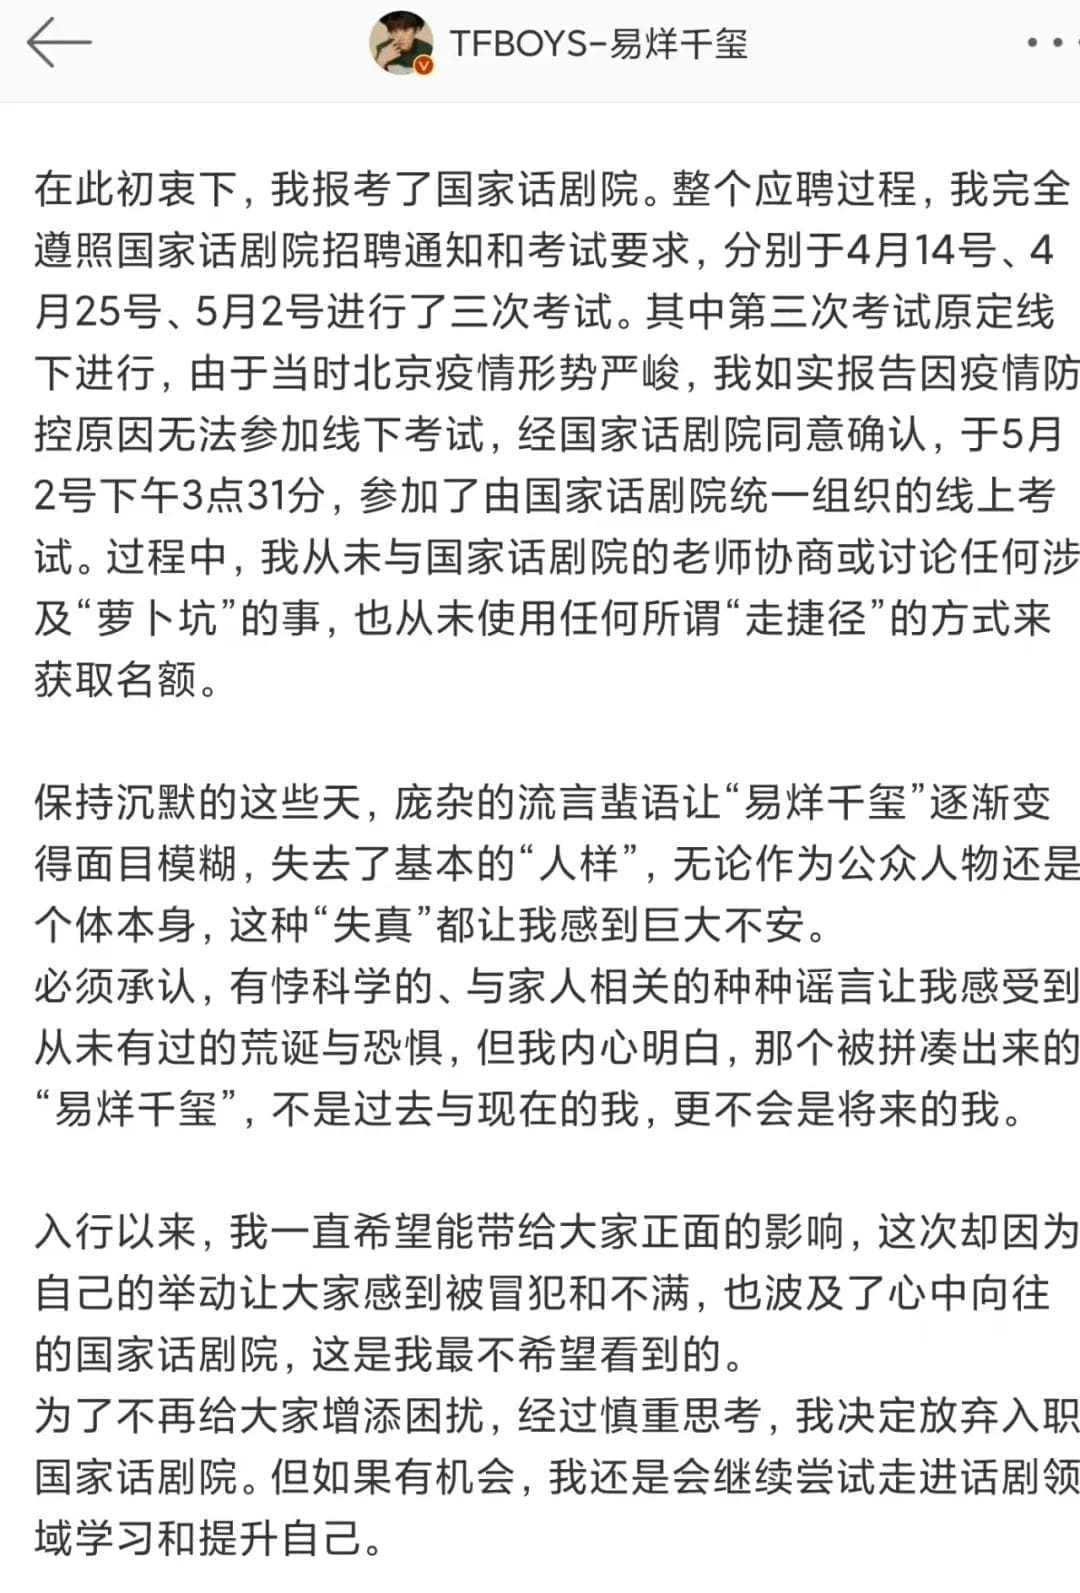 TFBOYS-易烊千玺
在此初衷下，我报考了国家话剧院。整个应聘过程，我完全
遵照国家话剧院招聘通知和考试要求，分别于4月14号、4
月25号、5月2号进行了三次考试。其中第三次考试原定线
下进行，由于当时北京疫情形势严峻，我如实报告因疫情防
控原因无法参加线下考试，经国家话剧院同意确认，于5月
2号下午3点31分，参加了由国家话剧院统一组织的线上考
试。过程中，我从未与国家话剧院的老师协商或讨论任何涉
及“萝卜坑”的事，也从未使用任何所谓“走捷径”的方式来
获取名额。
保持沉默的这些天，庞杂的流言蜚语让“易烊千玺”逐渐变
得面目模糊，失去了基本的“人样”，无论作为公众人物还是
个体本身，这种“失真”都让我感到巨大不安。
必须承认，有悖科学的、与家人相关的种种谣言让我感受到
从未有过的荒诞与恐惧，但我内心明白，那个被拼凑出来的
“易烊千玺”，不是过去与现在的我，更不会是将来的我。
入行以来，我一直希望能带给大家正面的影响，这次却因为
自己的举动让大家感到被冒犯和不满，也波及了心中向往
的国家话剧院，这是我最不希望看到的。
为了不再给大家增添困扰，经过慎重思考，我决定放弃入职
国家话剧院。但如果有机会，我还是会继续尝试走进话剧领
域学习和提升自己。